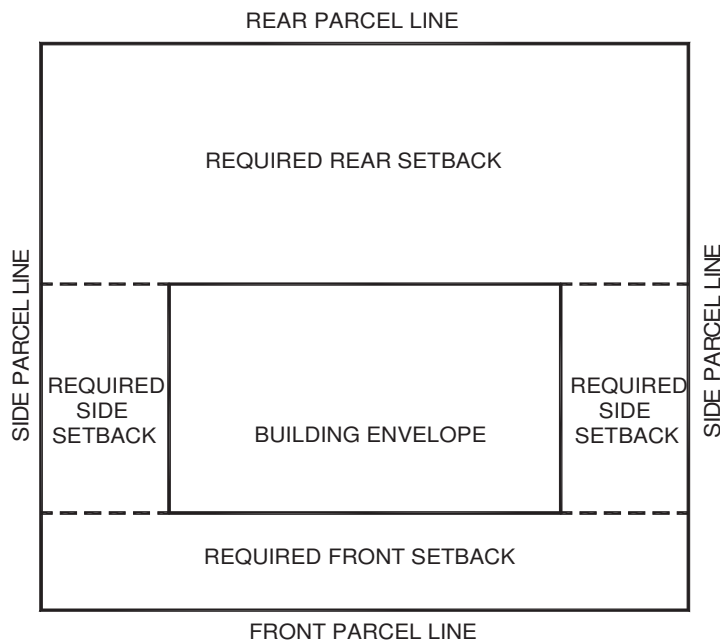 REAR PARCEL LINE
REQUIRED REAR SETBACK
SIDE PARCEL LINE
REQUIRED
SIDE
SETBACK
BUILDING ENVELOPE
REQUIRED
SIDE
SETBACK
SIDE PARCEL LINE
REQUIRED FRONT SETBACK
FRONT PARCEL LINE